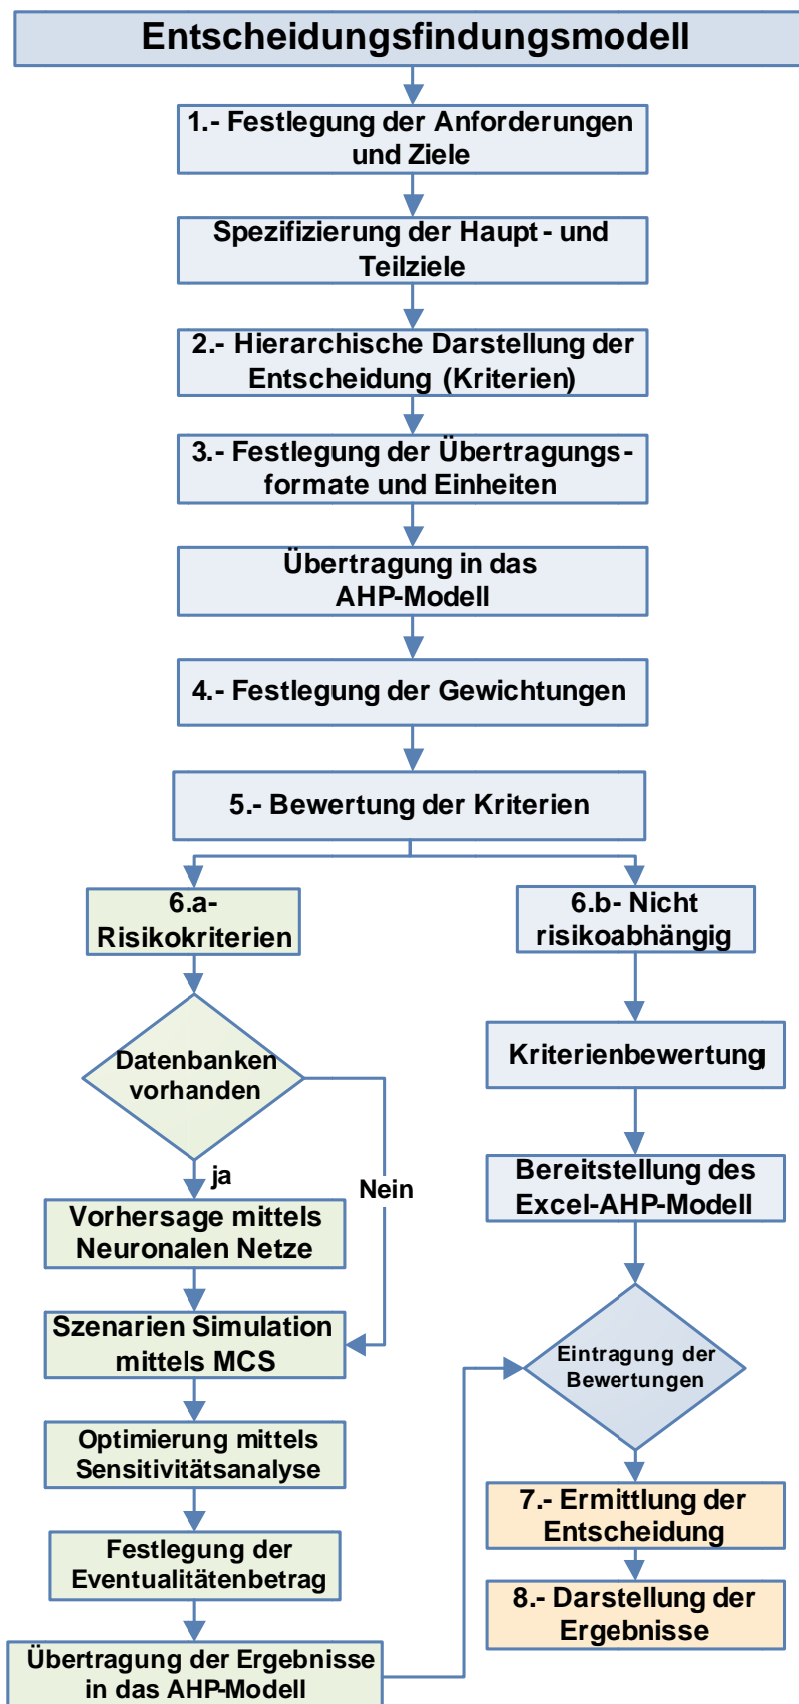 Entscheidungsfindungsmodell
1.- Festlegung der Anforderungen
und Ziele
Spezifizierung der Haupt - und
Teilziele
2.- Hierarchische Darstellung der
Entscheidung (Kriterien)
3.- Festlegung der Übertragungs-
formate und Einheiten
Übertragung in das
AHP-Modell
4.- Festlegung der Gewichtungen
5.- Bewertung der Kriterien
6.a-
Risikokriterien
Datenbanken
vorhanden
ja
Nein
Vorhersage mittels
Neuronalen Netze
Szenarien Simulation
mittels MCS
Optimierung mittels
Sensitivitätsanalyse
Festlegung der
Eventualitätenbetrag
Übertragung der Ergebnisse
in das AHP-Modell
6.b- Nicht
risikoabhängig
Kriterienbewertung
Bereitstellung des
Excel-AHP-Modell
Eintragung der
Bewertungen
7.- Ermittlung der
Entscheidung
8.- Darstellung der
Ergebnisse